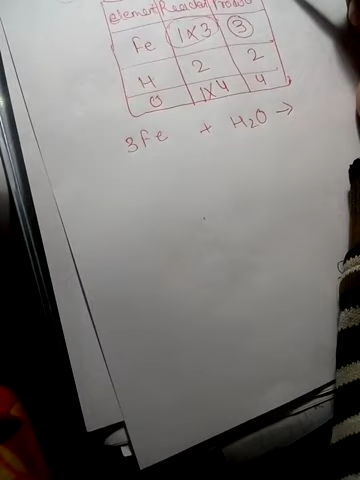 Element Reactant Product
Fe 1x3 3
H 2 2
O 1x4 4
3Fe + H₂O →